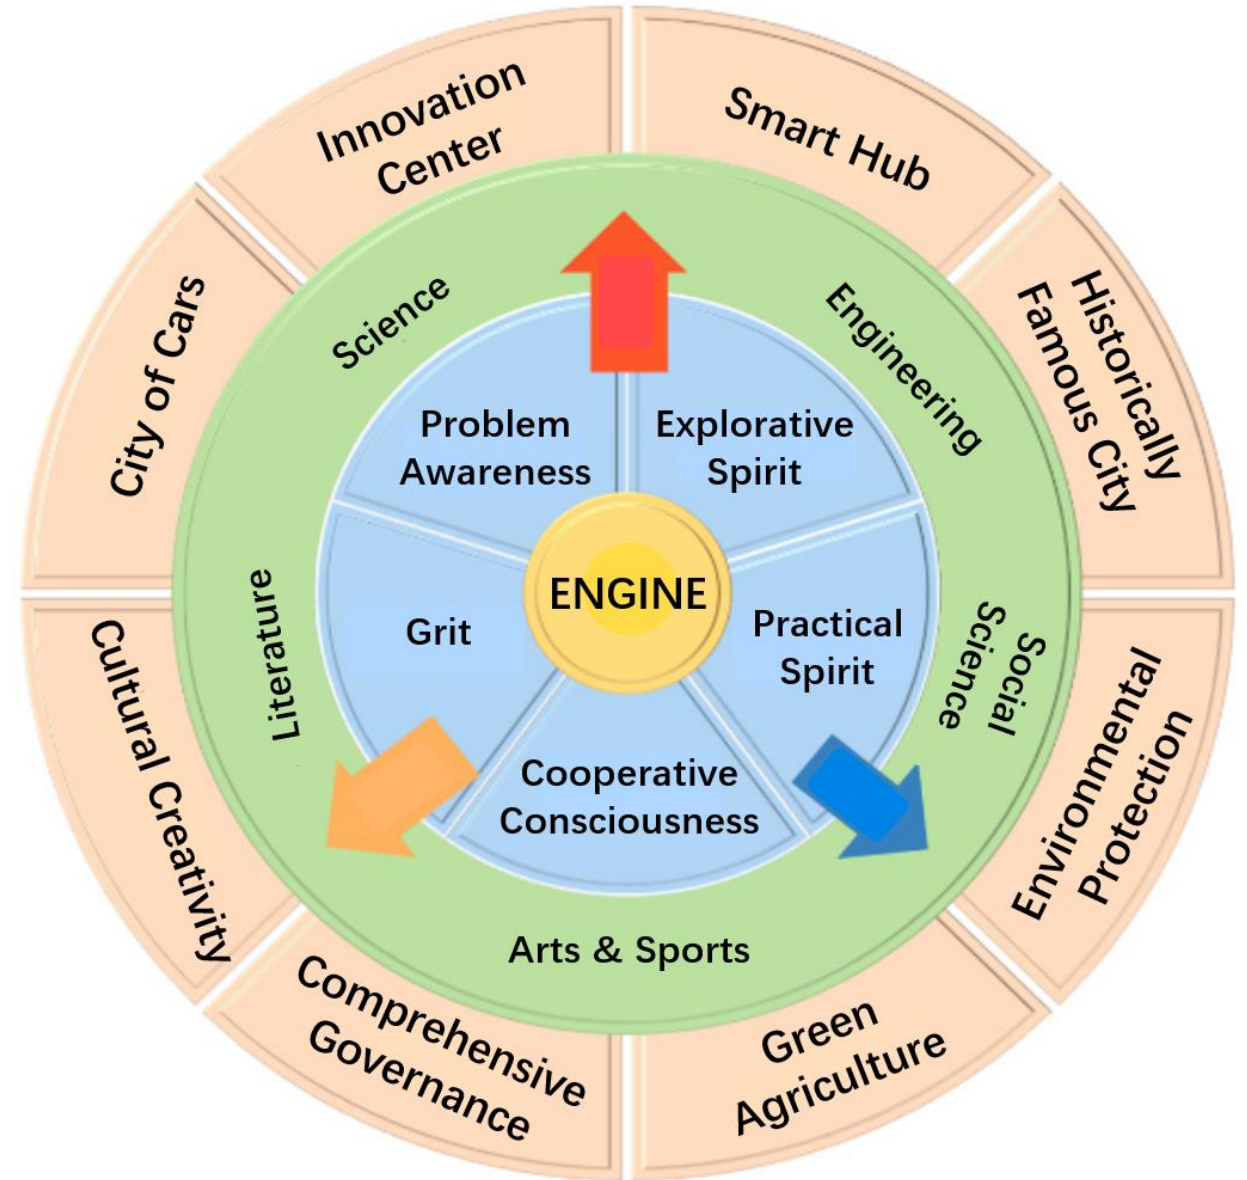 Innovation
Center
Smart Hub
Historically
Famous City
Environmental
Protection
Green
Agriculture
Comprehensive
Governance
Cultural Creativity
City of Cars
Science
Engineering
Social
Science
Arts & Sports
Literature
Problem
Awareness
Explorative
Spirit
Practical
Spirit
Cooperative
Consciousness
Grit
ENGINE